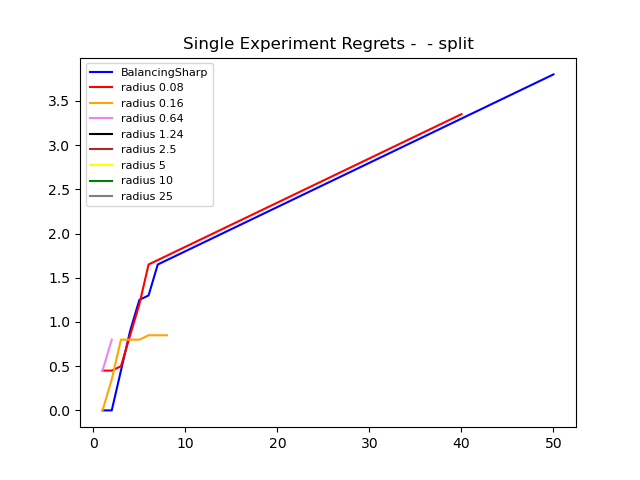 Single Experiment Regrets -  - split
BalancingSharp
radius 0.08
radius 0.16
radius 0.64
radius 1.24
radius 2.5
radius 5
radius 10
radius 25
3.5
3.0
2.5
2.0
1.5
1.0
0.5
0.0
0 10 20 30 40 50